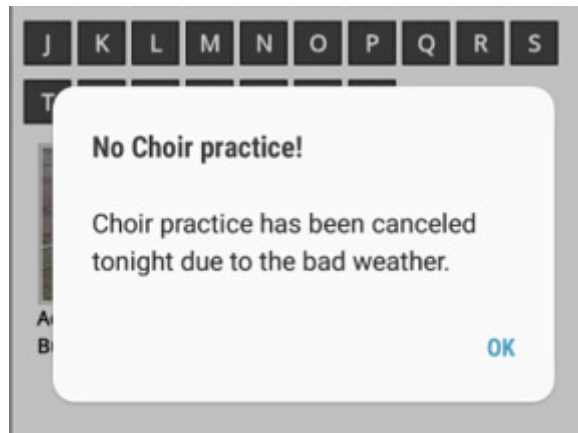 J K L M N O P Q R S
T
No Choir practice!
Choir practice has been canceled
tonight due to the bad weather.
OK